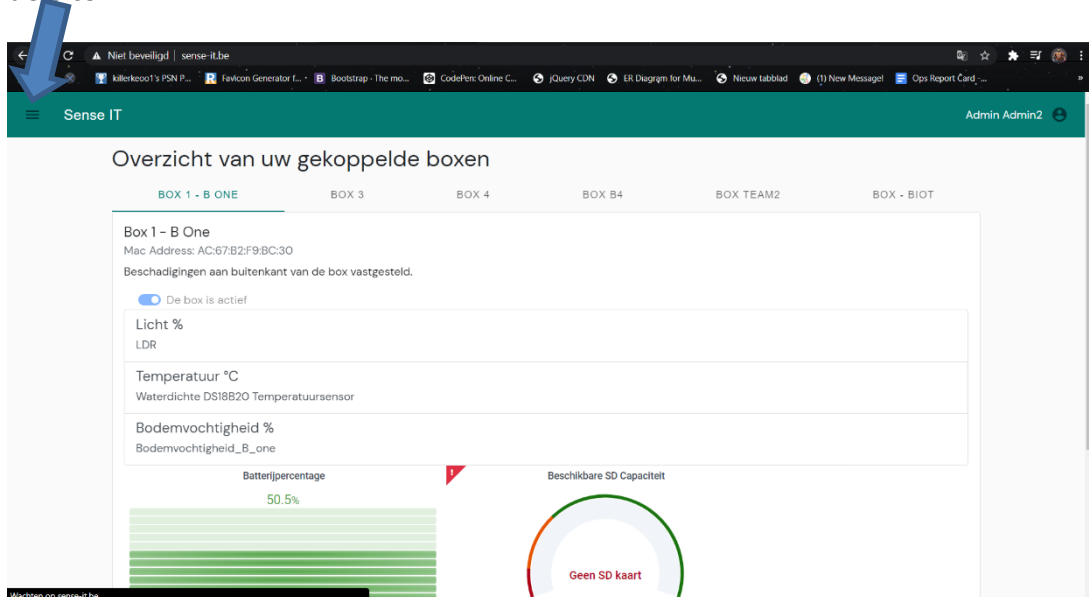 Niet beveiligd | sense-it.be
killerkeoo1's PSN P... Favicon Generator f... Bootstrap · The mo... CodePen: Online C... jQuery CDN ER Diagram for Mu... Nieuw tabblad (1) New Message! Ops Report Card -... »
Sense IT Admin Admin2
Overzicht van uw gekoppelde boxen
BOX 1 - B ONE BOX 3 BOX 4 BOX B4 BOX TEAM2 BOX - BIOT
Box 1 - B One
Mac Address: AC:67:B2:F9:BC:30
Beschadigingen aan buitenkant van de box vastgesteld.
De box is actief
Licht %
LDR
Temperatuur °C
Waterdichte DS18B20 Temperatuursensor
Bodemvochtigheid %
Bodemvochtigheid_B_one
Batterijpercentage ! Beschikbare SD Capaciteit
50.5%
Geen SD kaart
Wachten op sense-it.be